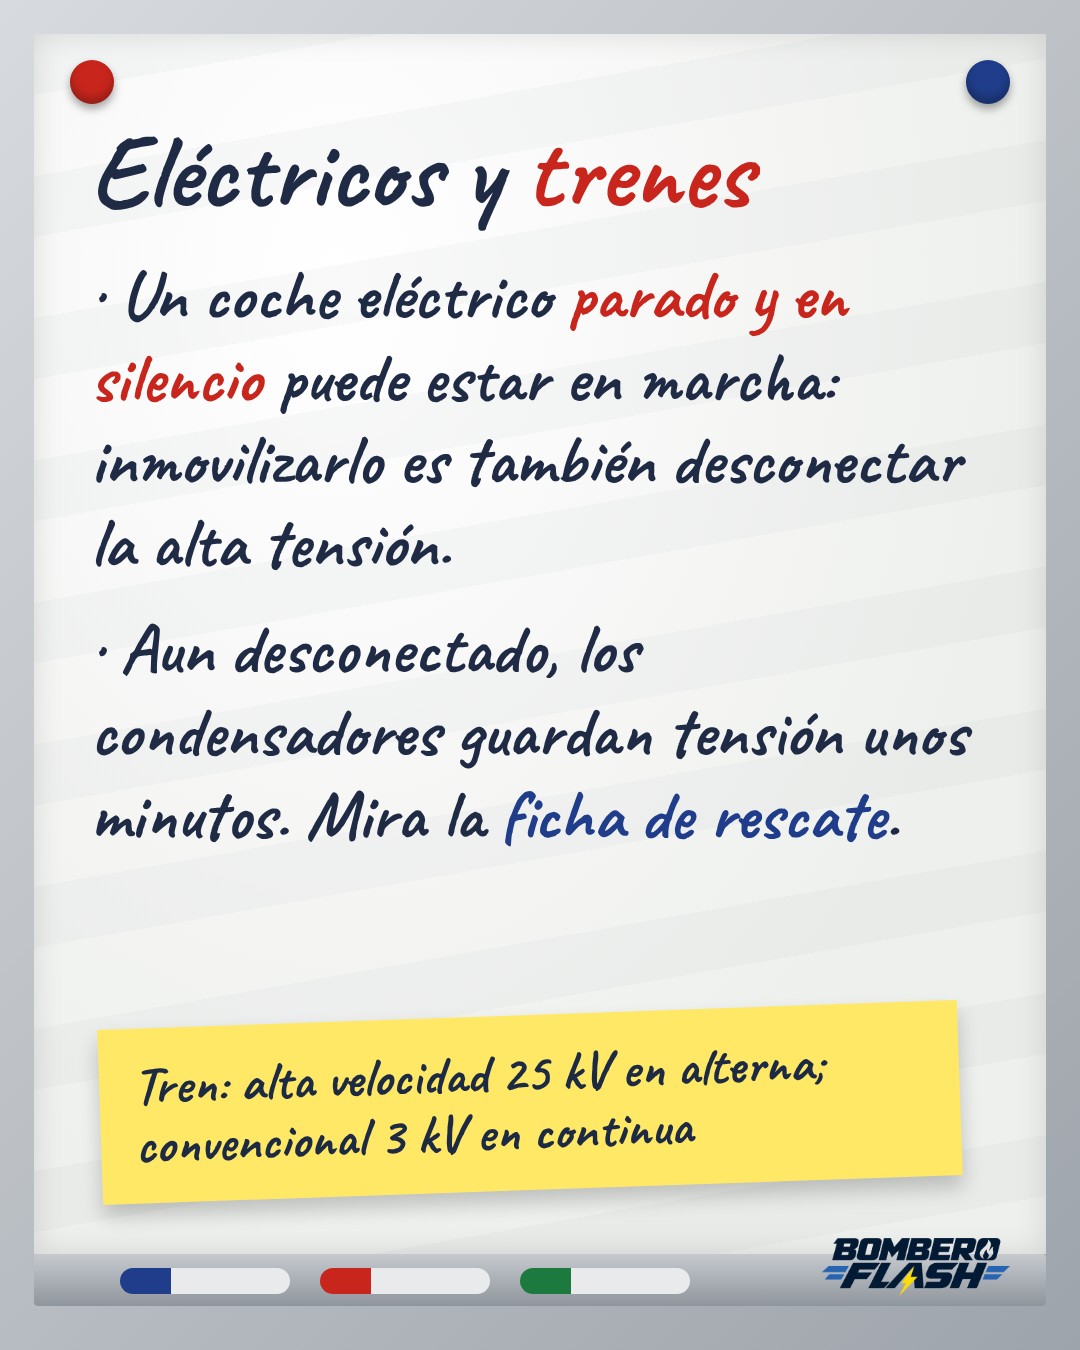 Eléctricos y trenes
· Un coche eléctrico parado y en
silencio puede estar en marcha:
inmovilizarlo es también desconectar
la alta tensión.
· Aun desconectado, los
condensadores guardan tensión unos
minutos. Mira la ficha de rescate.
Tren: alta velocidad 25 kV en alterna;
convencional 3 kV en continua
BOMBERO
FLASH